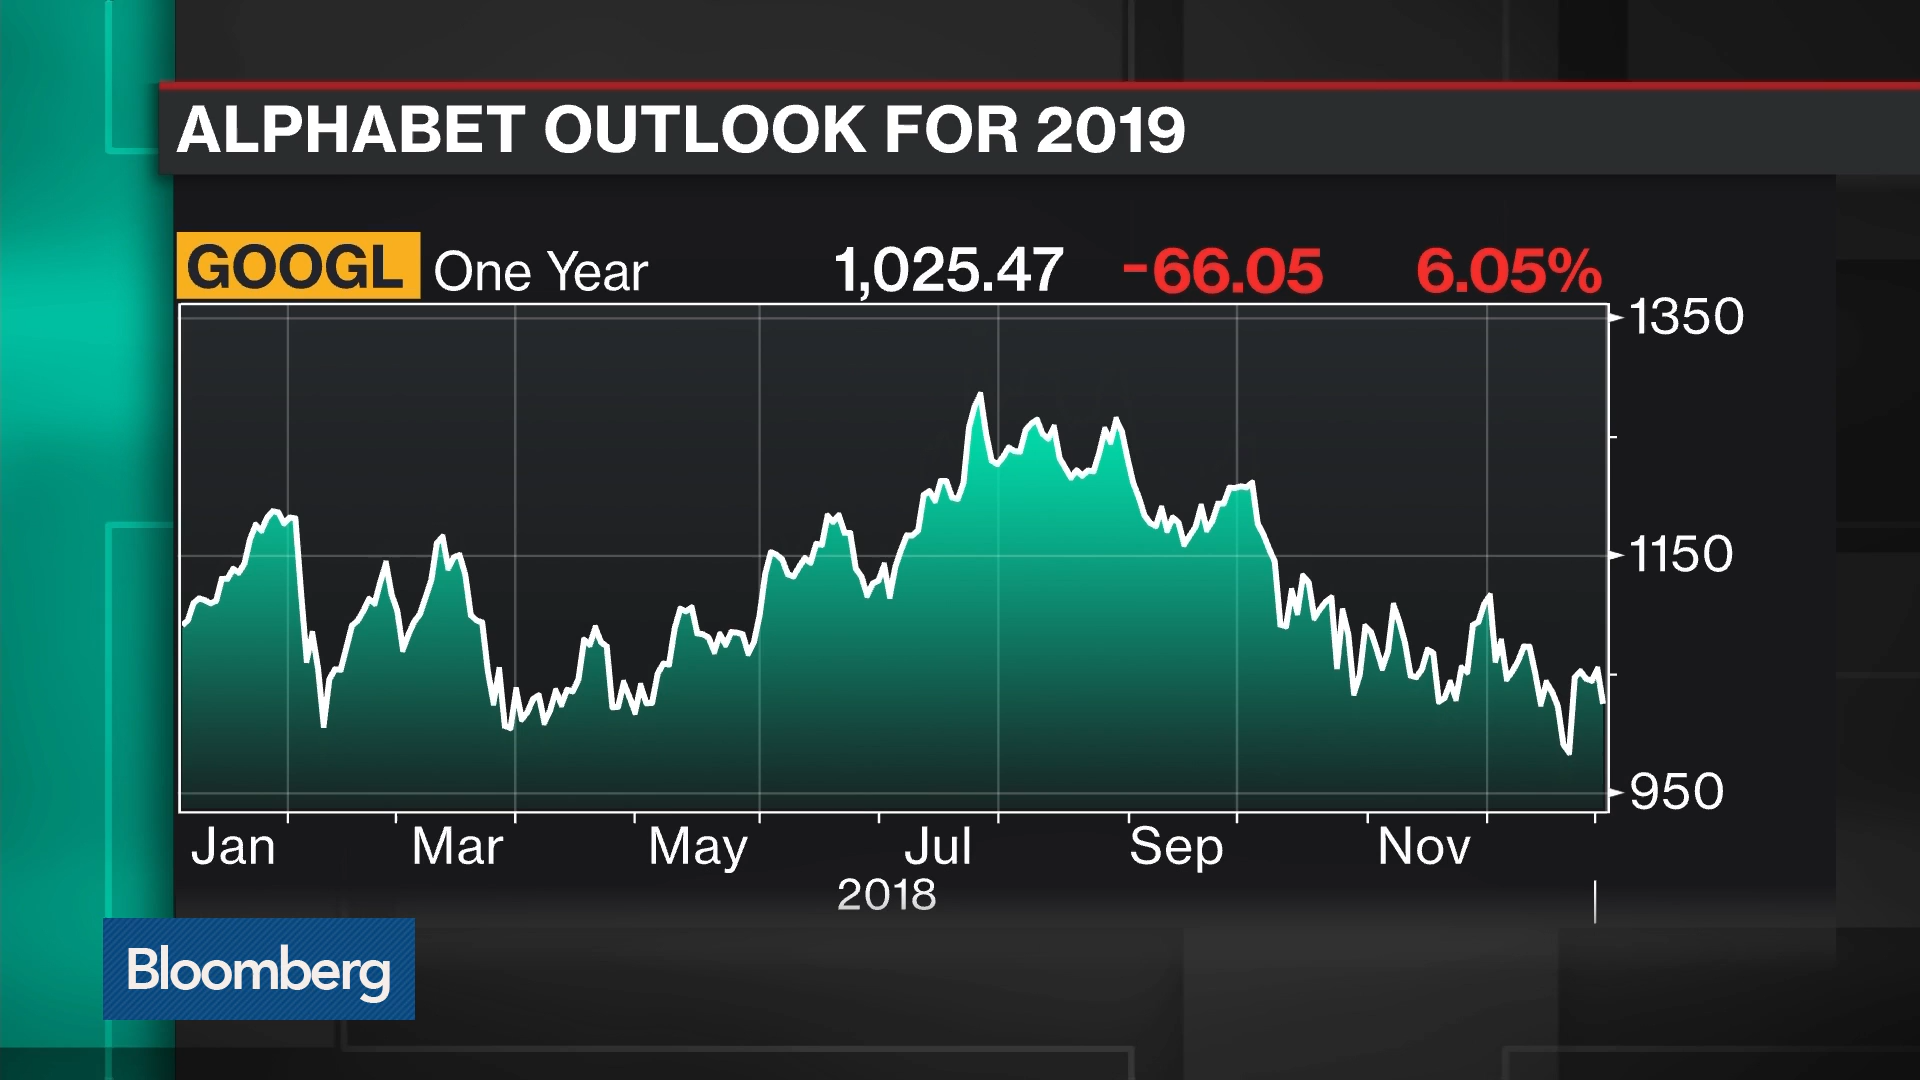 ALPHABET OUTLOOK FOR 2019
GOOGL One Year 1,025.47 -66.05 6.05%
1350
1150
950
Jan Mar May Jul Sep Nov
2018
Bloomberg